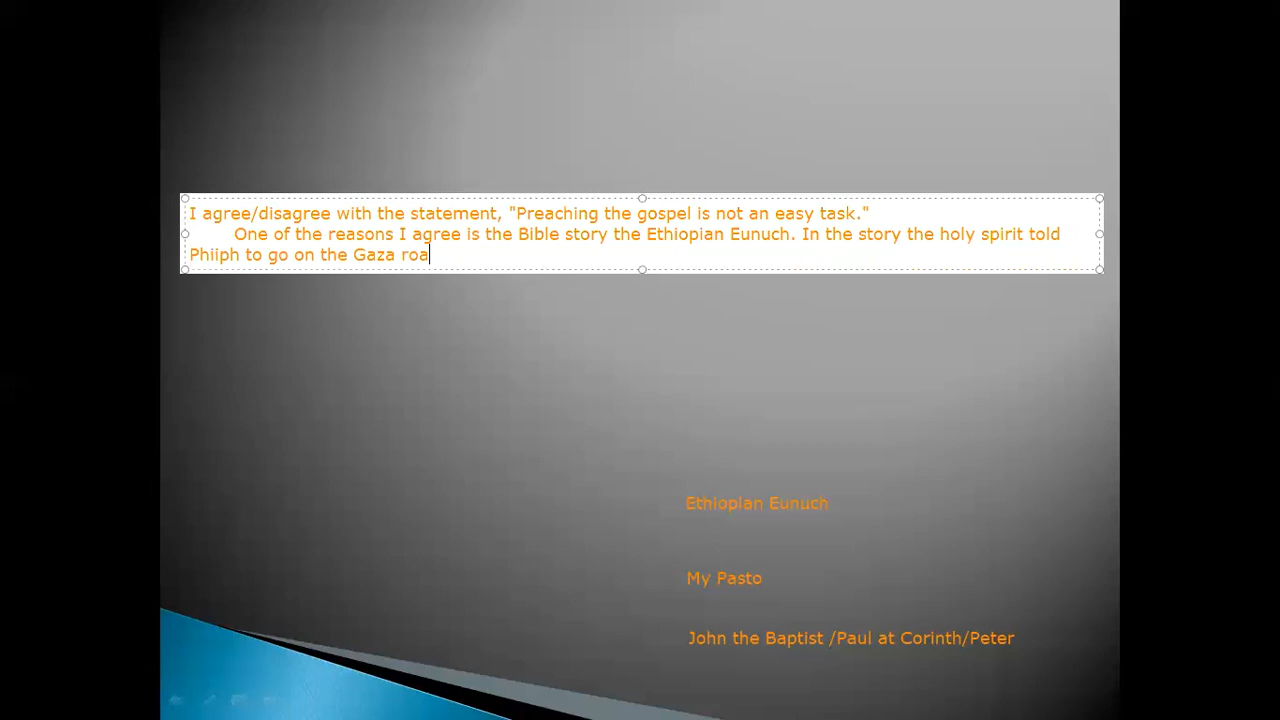 I agree/disagree with the statement, "Preaching the gospel is not an easy task."
One of the reasons I agree is the Bible story the Ethiopian Eunuch. In the story the holy spirit told
Phiiph to go on the Gaza roa
Ethiopian Eunuch
My Pasto
John the Baptist /Paul at Corinth/Peter